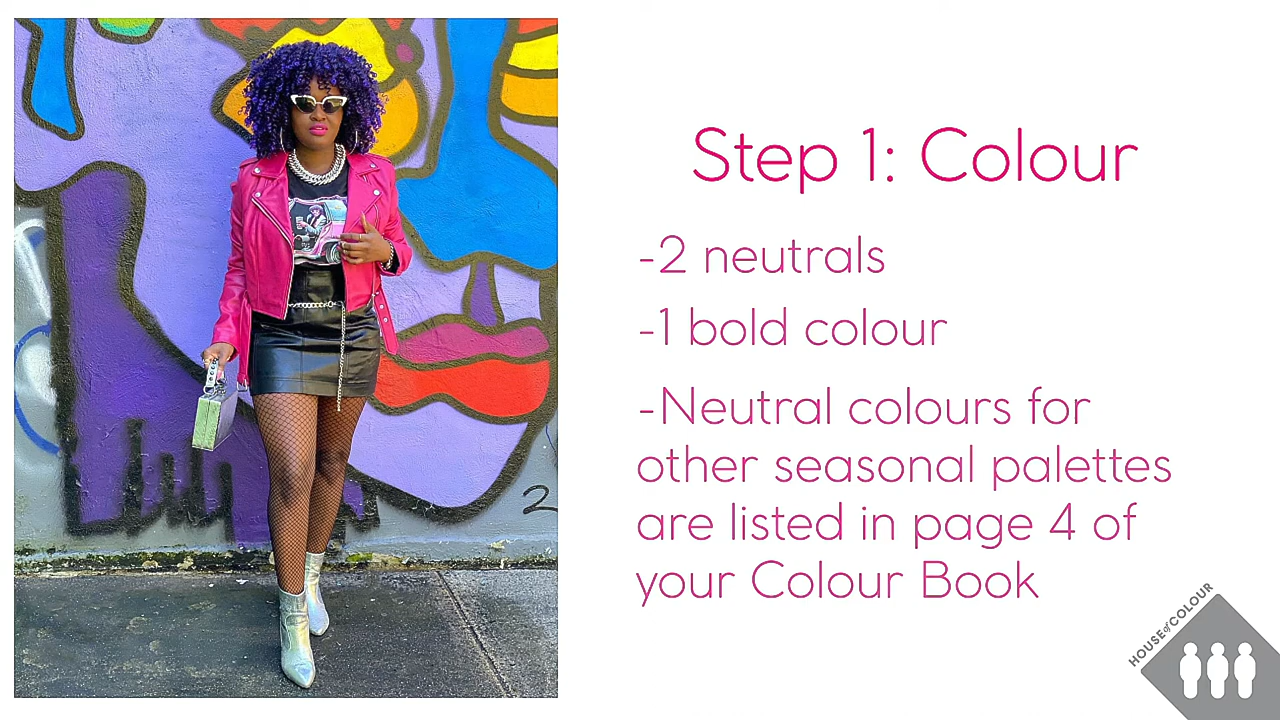 Step 1: Colour
-2 neutrals
-1 bold colour
-Neutral colours for
other seasonal palettes
are listed in page 4 of
your Colour Book
HOUSE of COLOUR
2